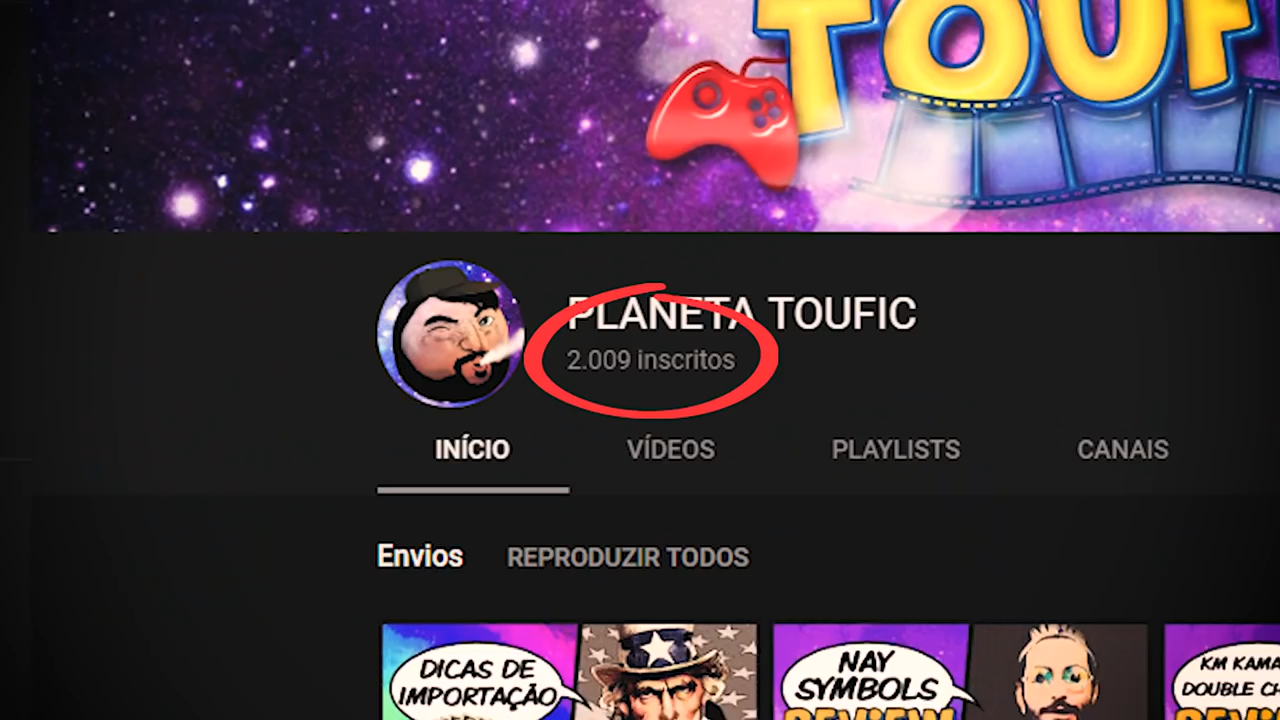 TOUF
PLANETA TOUFIC
2.009 inscritos
INÍCIO VÍDEOS PLAYLISTS CANAIS
Envios REPRODUZIR TODOS
DICAS DE
IMPORTAÇÃO
NAY
SYMBOLS
REVIEW
KM KAMA
DOUBLE CH